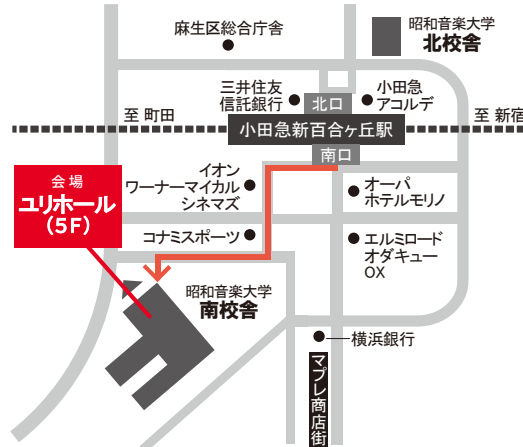 麻生区総合庁舎
昭和音楽大学
北校舎
三井住友
信託銀行
北口
小田急
アコルデ
至 町田
小田急新百合ヶ丘駅
至 新宿
南口
会場
ユリホール
（5F）
イオン
ワーナーマイカル
シネマズ
オーパ
ホテルモリノ
コナミスポーツ
エルミロード
オダキュー
OX
昭和音楽大学
南校舎
横浜銀行
マプレ商店街